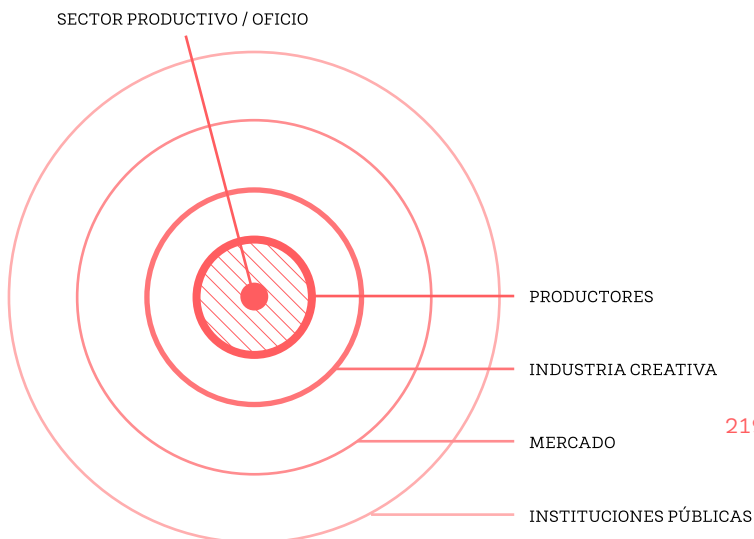 SECTOR PRODUCTIVO / OFICIO
PRODUCTORES
INDUSTRIA CREATIVA
MERCADO
INSTITUCIONES PÚBLICAS